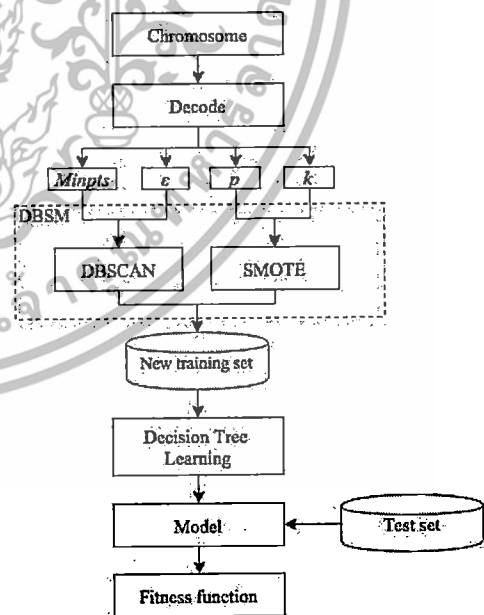 Chromosome
Decode
Minpts ε p k
DBSM
DBSCAN SMOTE
New training set
Decision Tree
Learning
Model
Test set
Fitness function